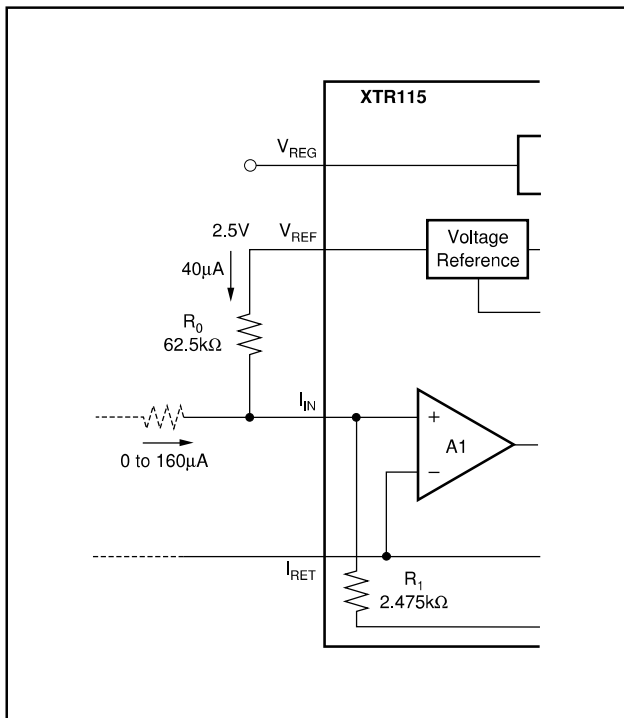 XTR115
V_REG
2.5V
V_REF
Voltage
Reference
40μA
R_0
62.5kΩ
I_IN
+
A1
−
0 to 160μA
I_RET
R_1
2.475kΩ